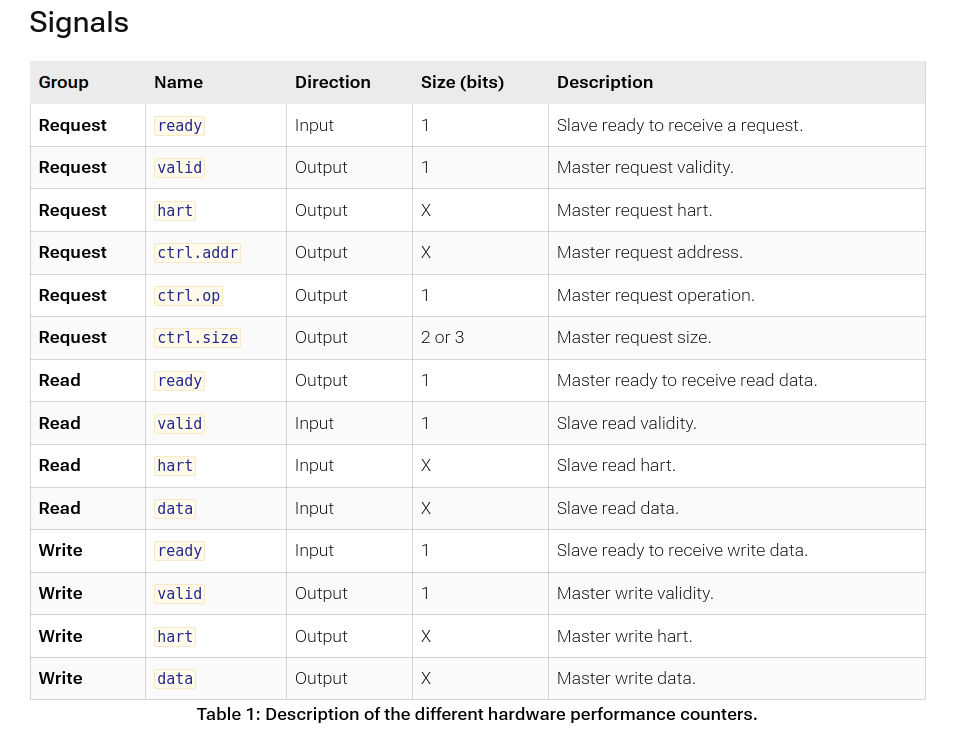 Signals
Group Name Direction Size (bits) Description
Request ready Input 1 Slave ready to receive a request.
Request valid Output 1 Master request validity.
Request hart Output X Master request hart.
Request ctrl.addr Output X Master request address.
Request ctrl.op Output 1 Master request operation.
Request ctrl.size Output 2 or 3 Master request size.
Read ready Output 1 Master ready to receive read data.
Read valid Input 1 Slave read validity.
Read hart Input X Slave read hart.
Read data Input X Slave read data.
Write ready Input 1 Slave ready to receive write data.
Write valid Output 1 Master write validity.
Write hart Output X Master write hart.
Write data Output X Master write data.
Table 1: Description of the different hardware performance counters.